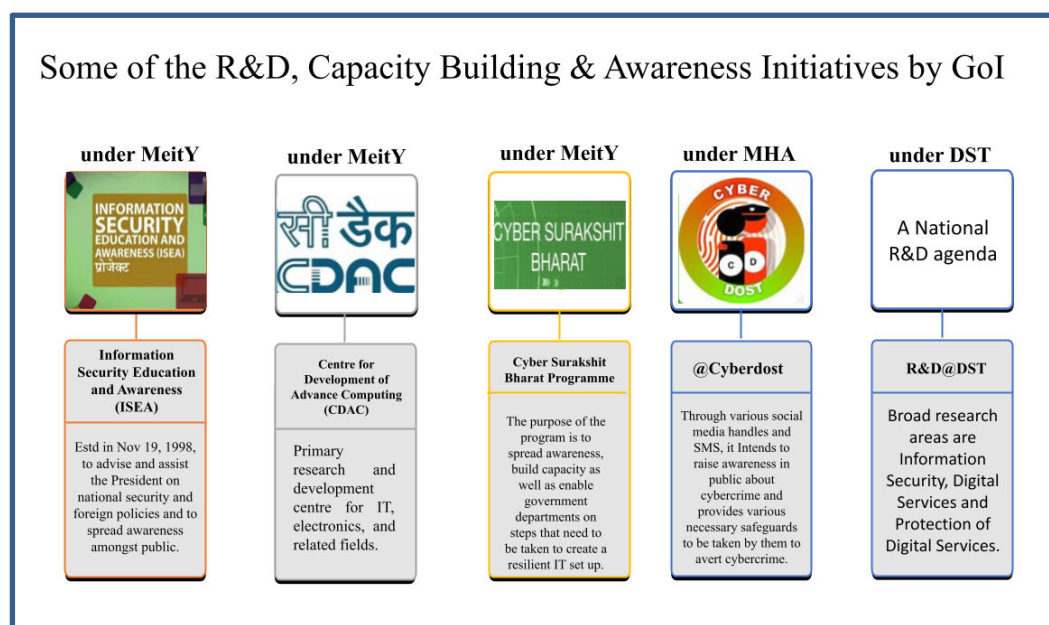 Some of the R&D, Capacity Building & Awareness Initiatives by GoI
under MeitY
INFORMATION
SECURITY
EDUCATION AND
AWARENESS (ISEA)
प्रोजेक्ट
Information
Security Education
and Awareness
(ISEA)
Estd in Nov 19, 1998,
to advise and assist
the President on
national security and
foreign policies and to
spread awareness
amongst public.
under MeitY
सी डैक
CDAC
Centre for
Development of
Advance Computing
(CDAC)
Primary
research and
development
centre for IT,
electronics, and
related fields.
under MeitY
CYBER SURAKSHIT
BHARAT
Cyber Surakshit
Bharat Programme
The purpose of the
program is to
spread awareness,
build capacity as
well as enable
government
departments on
steps that need to
be taken to create a
resilient IT set up.
under MHA
CYBER
C D
DOST
@Cyberdost
Through various social
media handles and
SMS, it Intends to
raise awareness in
public about
cybercrime and
provides various
necessary safeguards
to be taken by them to
avert cybercrime.
under DST
A National
R&D agenda
R&D@DST
Broad research
areas are
Information
Security, Digital
Services and
Protection of
Digital Services.